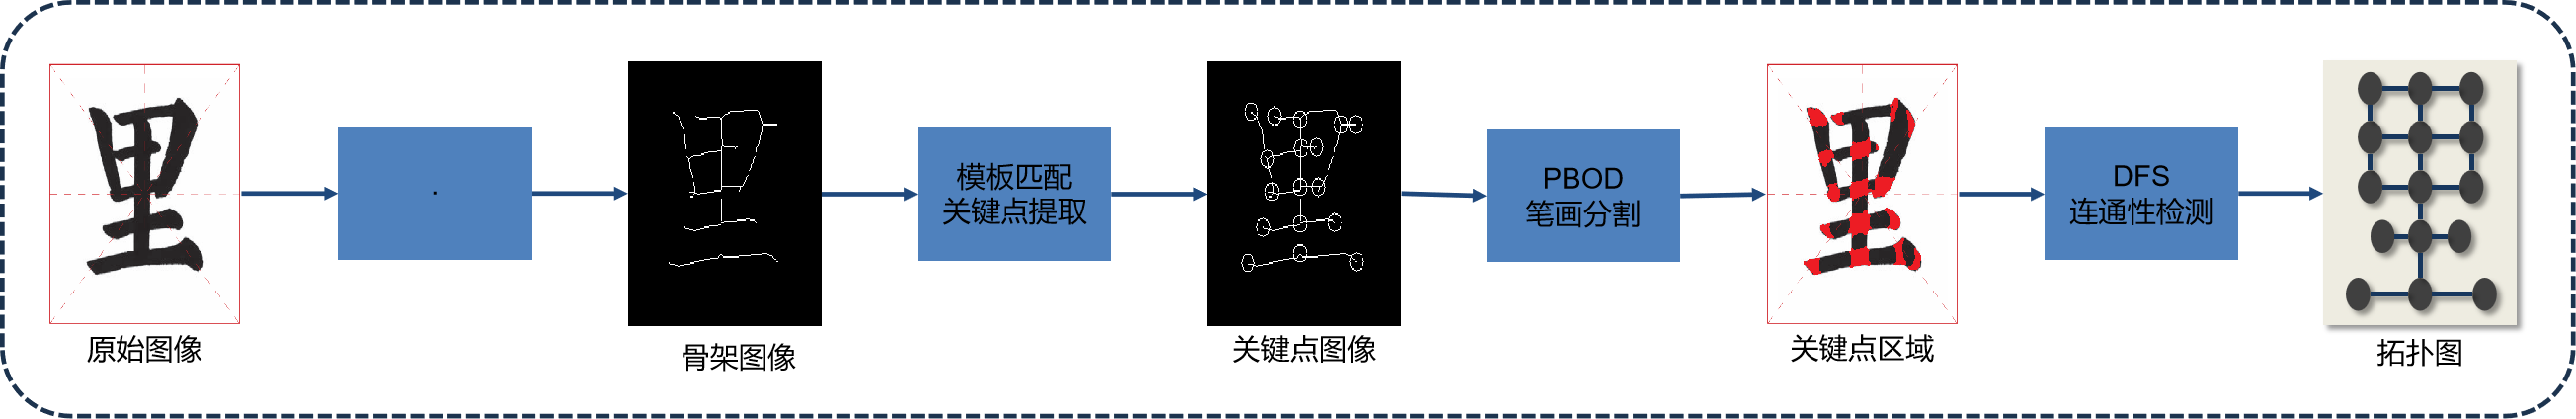 里
原始图像
·
骨架图像
模板匹配
关键点提取
关键点图像
PBOD
笔画分割
里
关键点区域
DFS
连通性检测
拓扑图